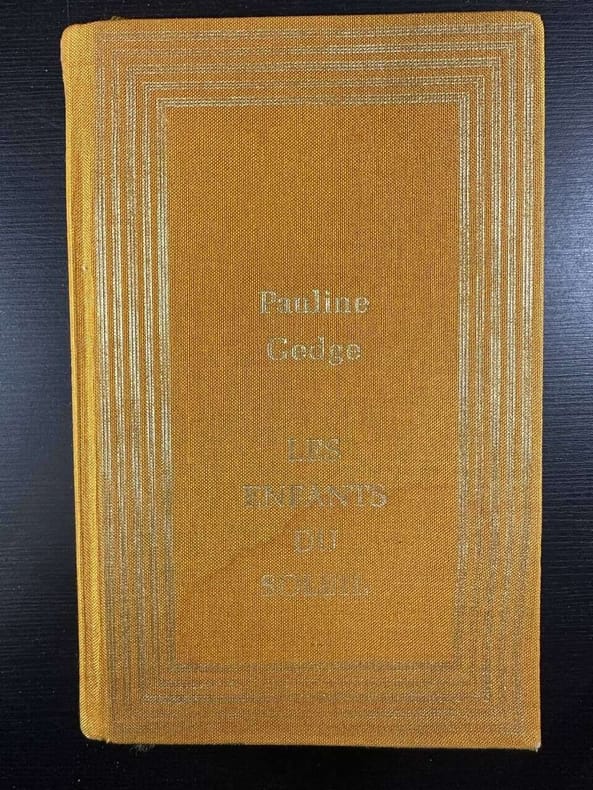 Pauline
Gedge
LES
ENFANTS
DU
SOLEIL